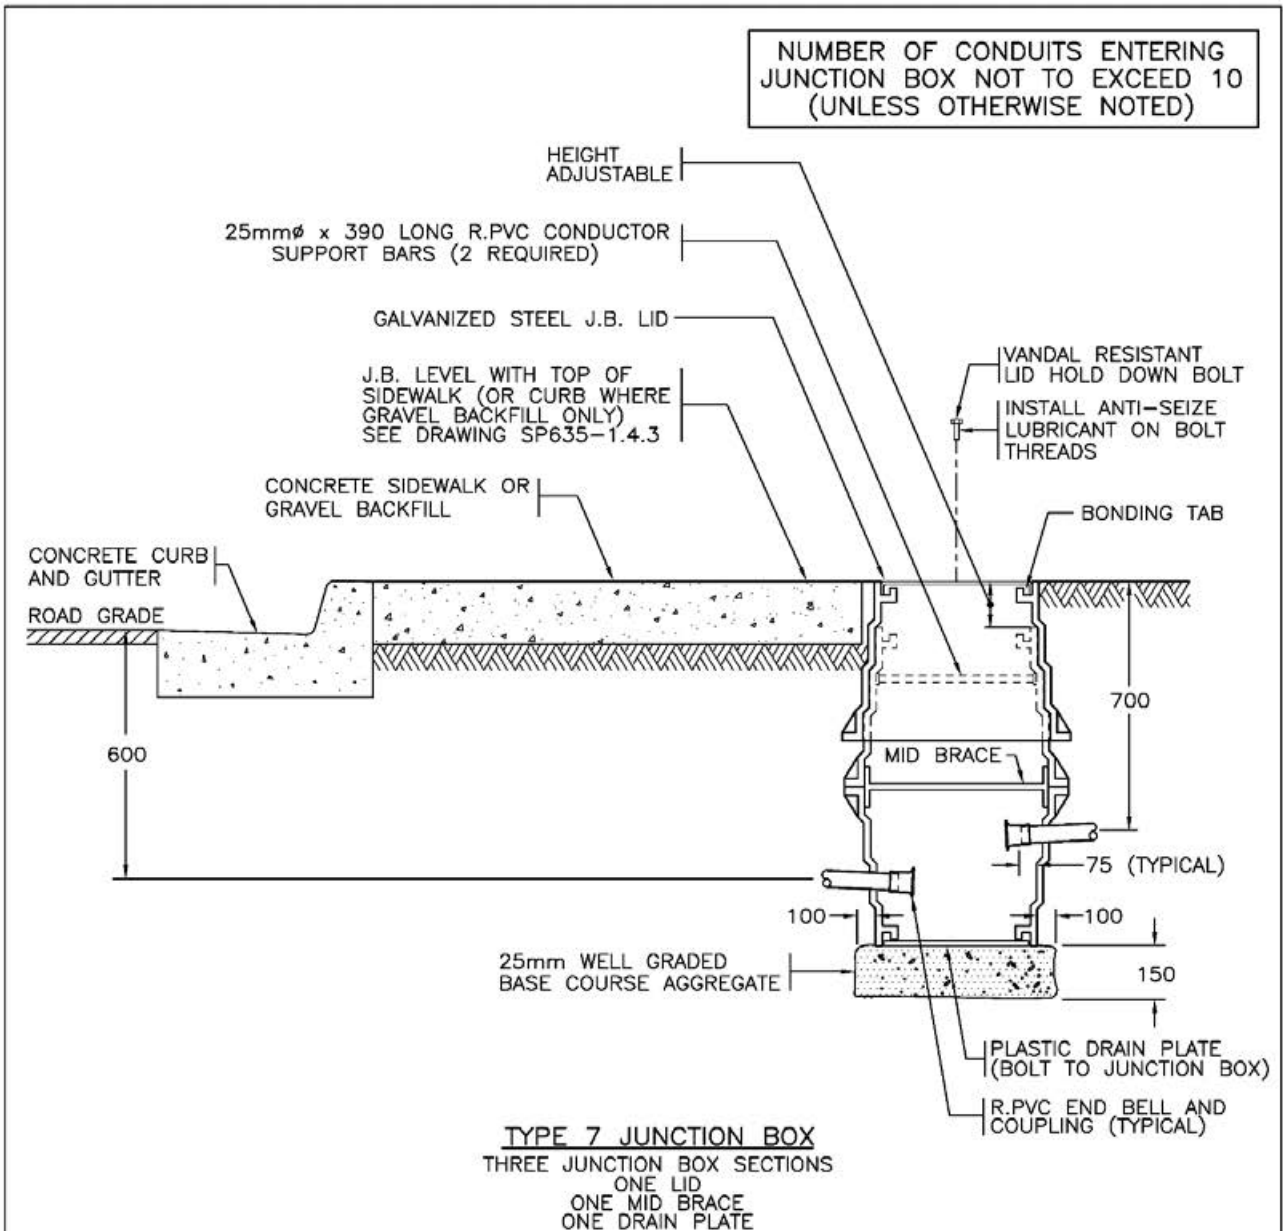 NUMBER OF CONDUITS ENTERING
JUNCTION BOX NOT TO EXCEED 10
(UNLESS OTHERWISE NOTED)
HEIGHT
ADJUSTABLE
25mmø x 390 LONG R.PVC CONDUCTOR
SUPPORT BARS (2 REQUIRED)
GALVANIZED STEEL J.B. LID
J.B. LEVEL WITH TOP OF
SIDEWALK (OR CURB WHERE
GRAVEL BACKFILL ONLY)
SEE DRAWING SP635-1.4.3
VANDAL RESISTANT
LID HOLD DOWN BOLT
INSTALL ANTI-SEIZE
LUBRICANT ON BOLT
THREADS
CONCRETE SIDEWALK OR
GRAVEL BACKFILL
BONDING TAB
CONCRETE CURB
AND GUTTER
ROAD GRADE
700
600
MID BRACE
75 (TYPICAL)
100
100
25mm WELL GRADED
BASE COURSE AGGREGATE
150
PLASTIC DRAIN PLATE
(BOLT TO JUNCTION BOX)
R.PVC END BELL AND
COUPLING (TYPICAL)
TYPE 7 JUNCTION BOX
THREE JUNCTION BOX SECTIONS
ONE LID
ONE MID BRACE
ONE DRAIN PLATE